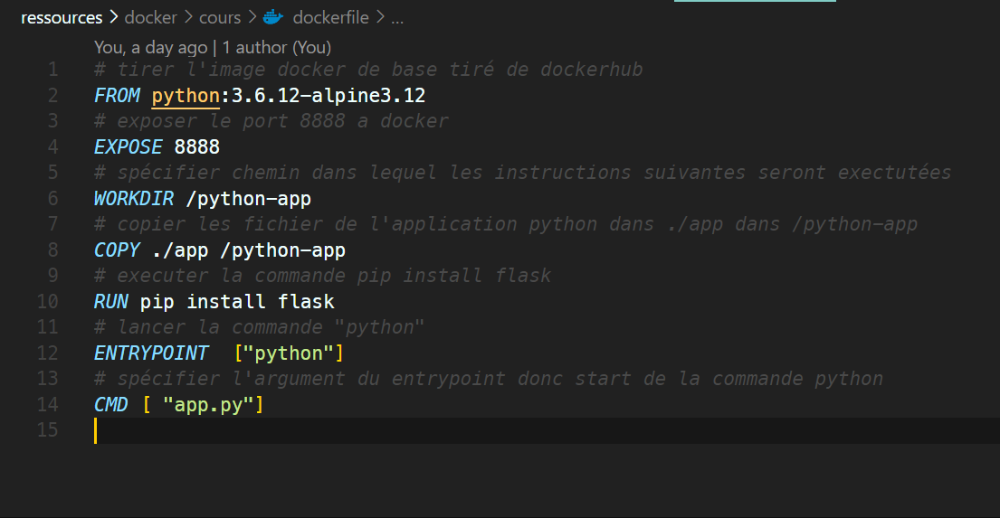 ressources > docker > cours > dockerfile > ...
You, a day ago | 1 author (You)
1 # tirer l'image docker de base tiré de dockerhub
2 FROM python:3.6.12-alpine3.12
3 # exposer le port 8888 a docker
4 EXPOSE 8888
5 # spécifier chemin dans lequel les instructions suivantes seront exectutées
6 WORKDIR /python-app
7 # copier les fichier de l'application python dans ./app dans /python-app
8 COPY ./app /python-app
9 # executer la commande pip install flask
10 RUN pip install flask
11 # lancer la commande "python"
12 ENTRYPOINT  ["python"]
13 # spécifier l'argument du entrypoint donc start de la commande python
14 CMD [ "app.py"]
15